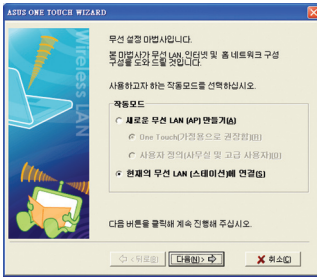 ASUS ONE TOUCH WIZARD
Wireless LAN
무선 설정 마법사입니다.
본 마법사가 무선 LAN, 인터넷 및 홈 네트워크 구성
구성을 도와 드릴 것입니다.
사용하고자 하는 작동모드를 선택하십시오.
작동모드
새로운 무선 LAN (AP) 만들기(A)
One Touch(가정용으로 권장함)(H)
사용자 정의(사무실 및 고급 사용자)(O)
현재의 무선 LAN (스테이션)에 연결(S)
다음 버튼을 클릭해 계속 진행해 주십시오.
<뒤로(B) 다음(N)> 취소(C)